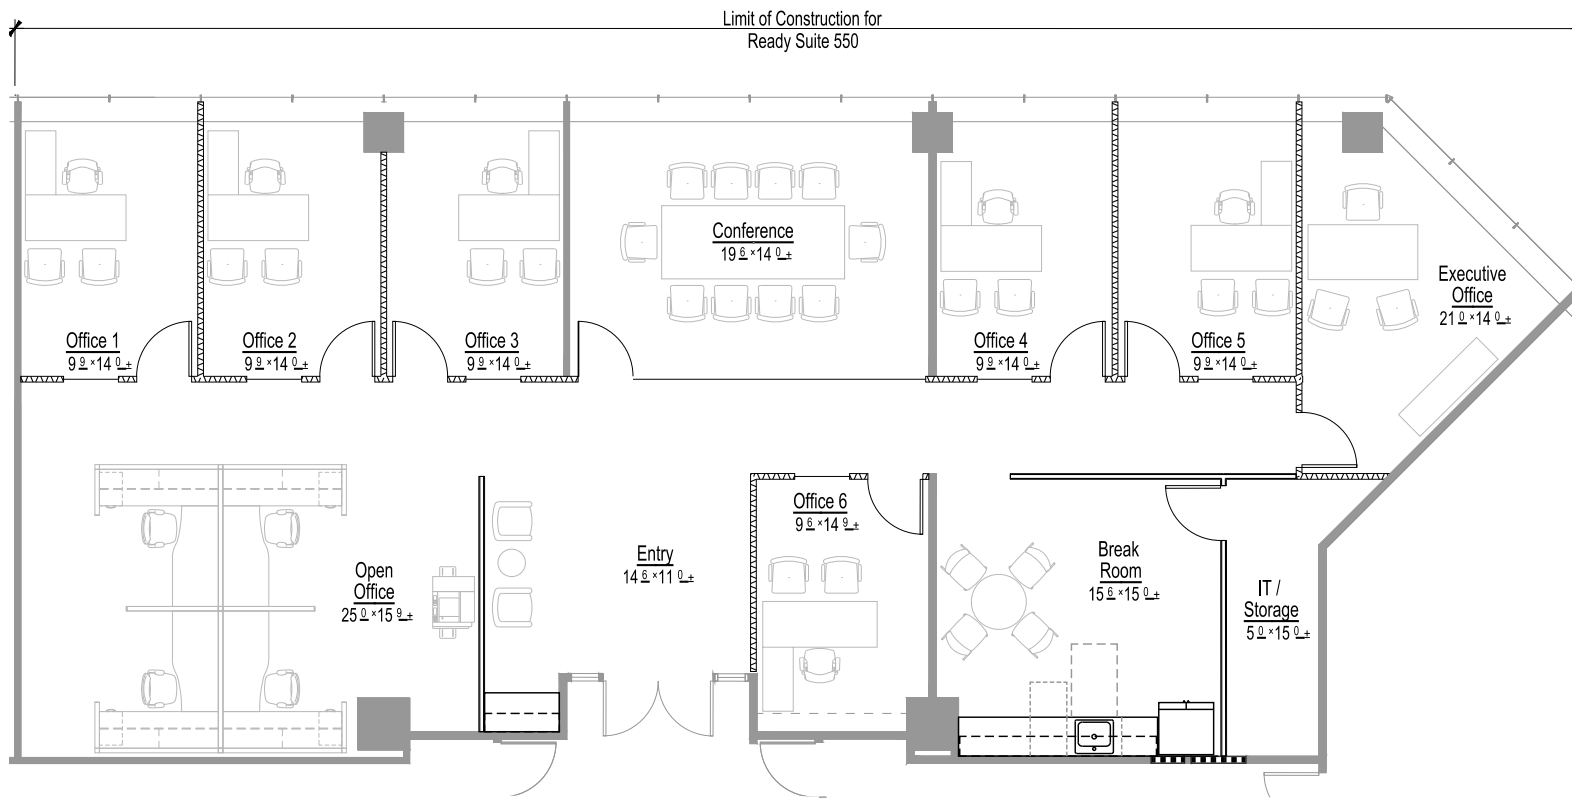 Limit of Construction for
Ready Suite 550
Conference
19 6 × 14 0 ±
Executive
Office
21 0 × 14 0 ±
Office 1
9 9 × 14 0 ±
Office 2
9 9 × 14 0 ±
Office 3
9 9 × 14 0 ±
Office 4
9 9 × 14 0 ±
Office 5
9 9 × 14 0 ±
Office 6
9 6 × 14 9 ±
Open
Office
25 0 × 15 9 ±
Entry
14 6 × 11 0 ±
Break
Room
15 6 × 15 0 ±
IT /
Storage
5 0 × 15 0 ±